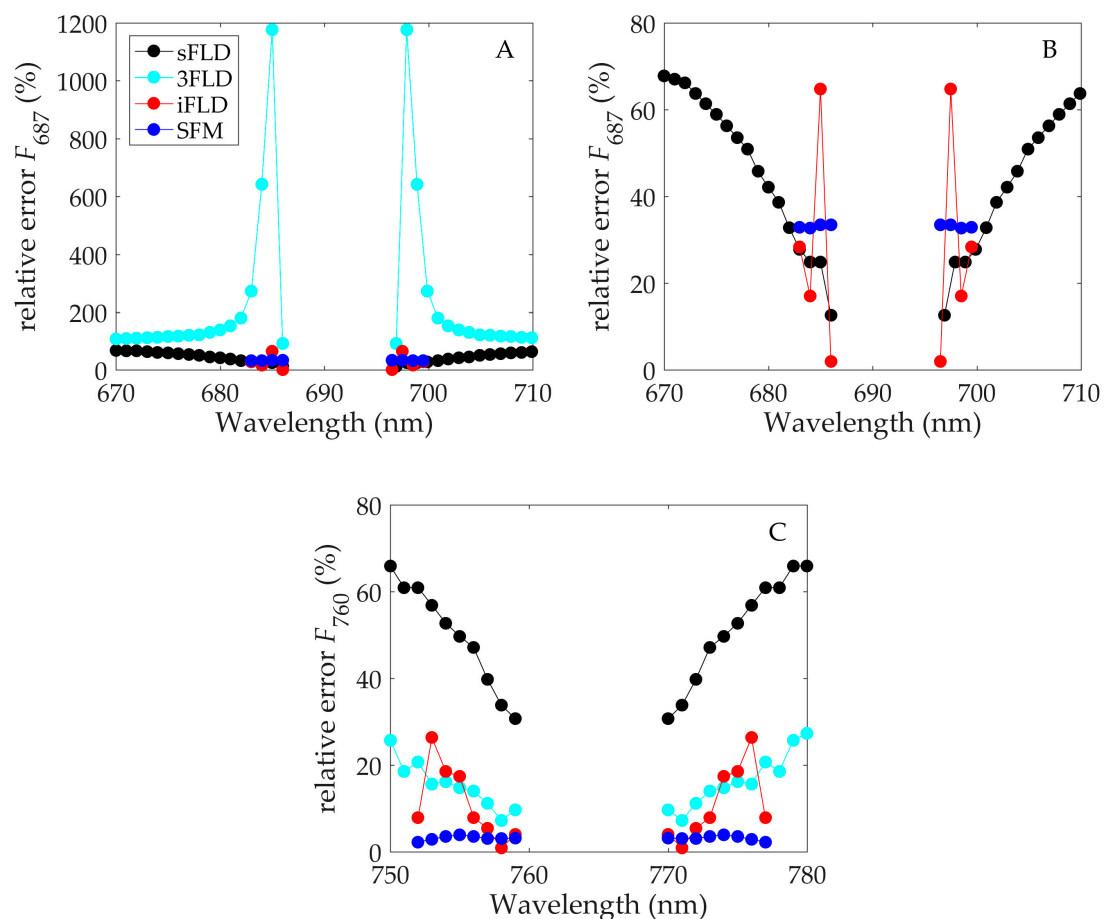 1200
1000
800
600
400
200
0
relative error F687 (%)
A
sFLD
3FLD
iFLD
SFM
670
680
690
700
710
Wavelength (nm)
80
60
40
20
0
relative error F687 (%)
B
670
680
690
700
710
Wavelength (nm)
80
60
40
20
0
relative error F760 (%)
C
750
760
770
780
Wavelength (nm)